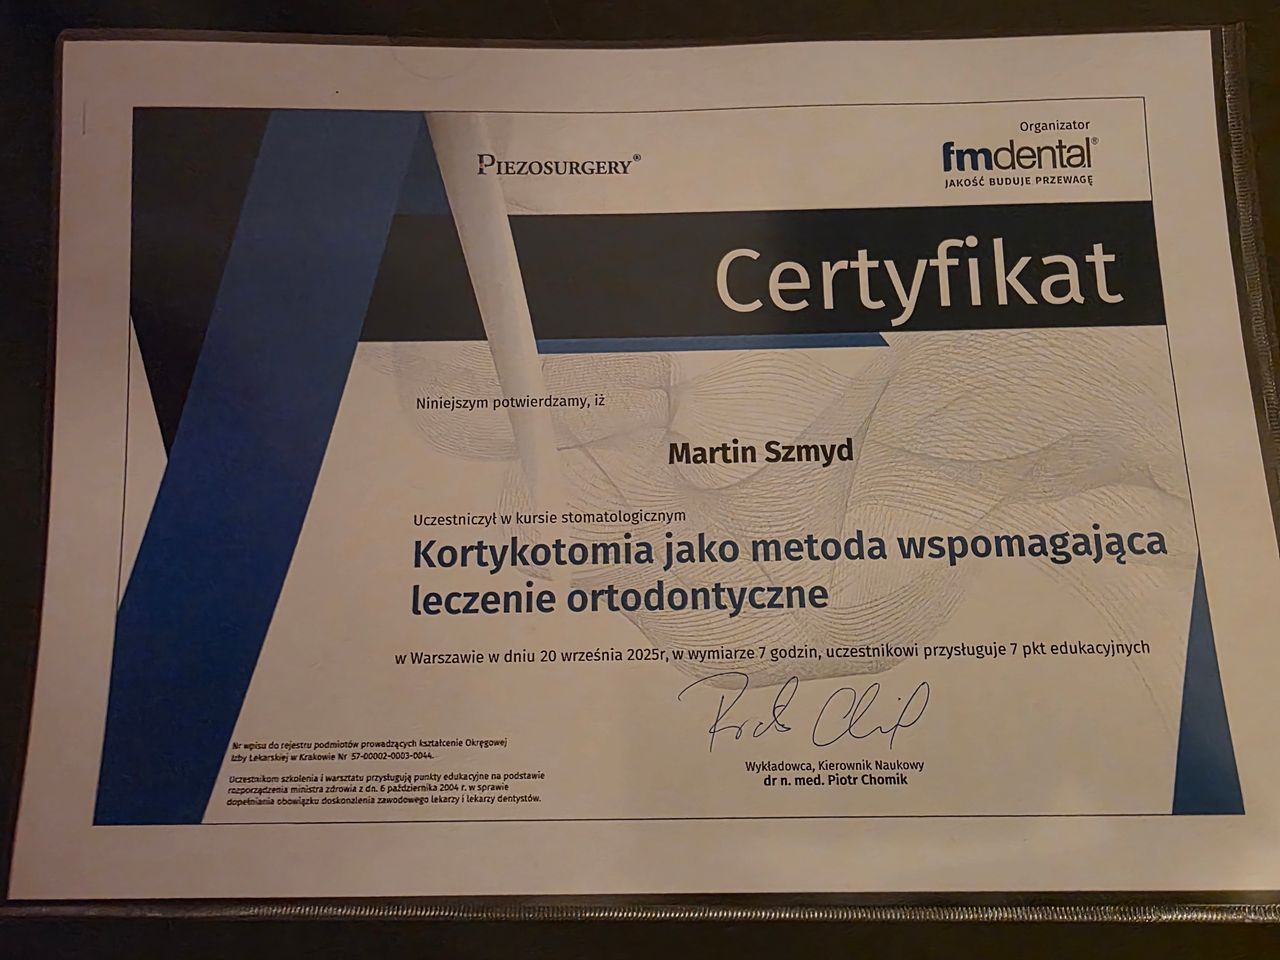 PIEZOSURGERY®
Organizator
fmdental®
JAKOŚĆ BUDUJE PRZEWAGĘ
Certyfikat
Niniejszym potwierdzamy, iż
Martin Szmyd
Uczestniczył w kursie stomatologicznym
Kortykotomia jako metoda wspomagająca
leczenie ortodontyczne
w Warszawie w dniu 20 września 2025r, w wymiarze 7 godzin, uczestnikowi przysługuje 7 pkt edukacyjnych
Wykładowca, Kierownik Naukowy
dr n. med. Piotr Chomik
Nr wpisu do rejestru podmiotów prowadzących kształcenie Okręgowej
Izby Lekarskiej w Krakowie Nr 57-00002-0003-0044.
Uczestnikom szkolenia i warsztatu przysługują punkty edukacyjne na podstawie
rozporządzenia ministra zdrowia z dn. 6 października 2004 r. w sprawie
dopełniania obowiązku doskonalenia zawodowego lekarzy i lekarzy dentystów.